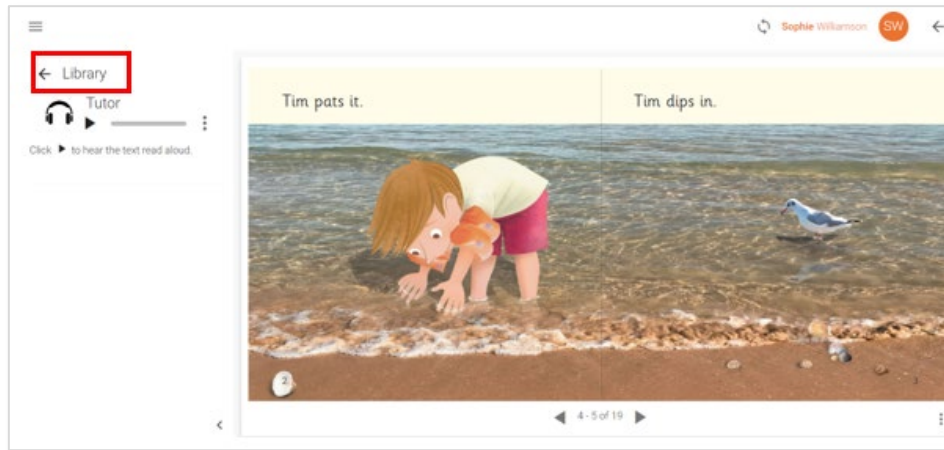 Sophie Williamson SW
Library
Tutor
Click ▶ to hear the text read aloud.
Tim pats it.
Tim dips in.
2
3
4 - 5 of 19